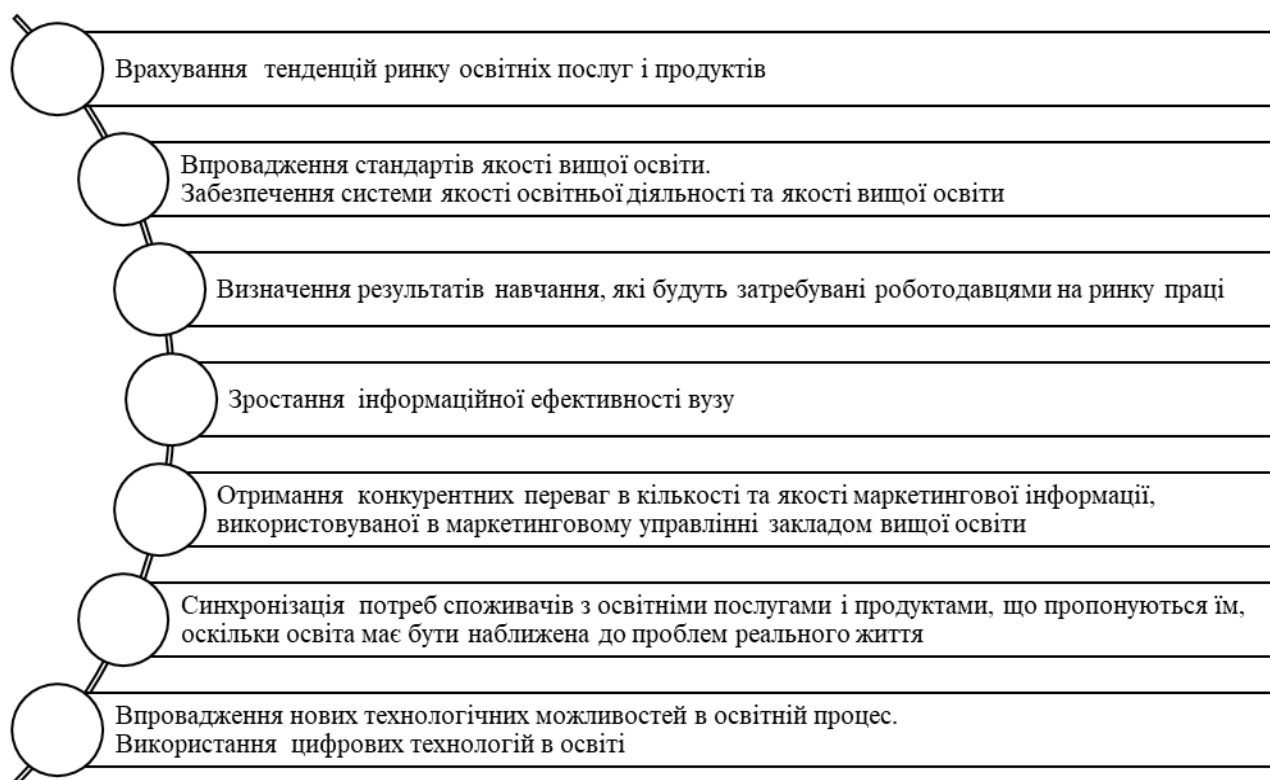 Врахування тенденцій ринку освітніх послуг і продуктів
Впровадження стандартів якості вищої освіти.
Забезпечення системи якості освітньої діяльності та якості вищої освіти
Визначення результатів навчання, які будуть затребувані роботодавцями на ринку праці
Зростання інформаційної ефективності вузу
Отримання конкурентних переваг в кількості та якості маркетингової інформації,
використовуваної в маркетинговому управлінні закладом вищої освіти
Синхронізація потреб споживачів з освітніми послугами і продуктами, що пропонуються їм,
оскільки освіта має бути наближена до проблем реального життя
Впровадження нових технологічних можливостей в освітній процес.
Використання цифрових технологій в освіті